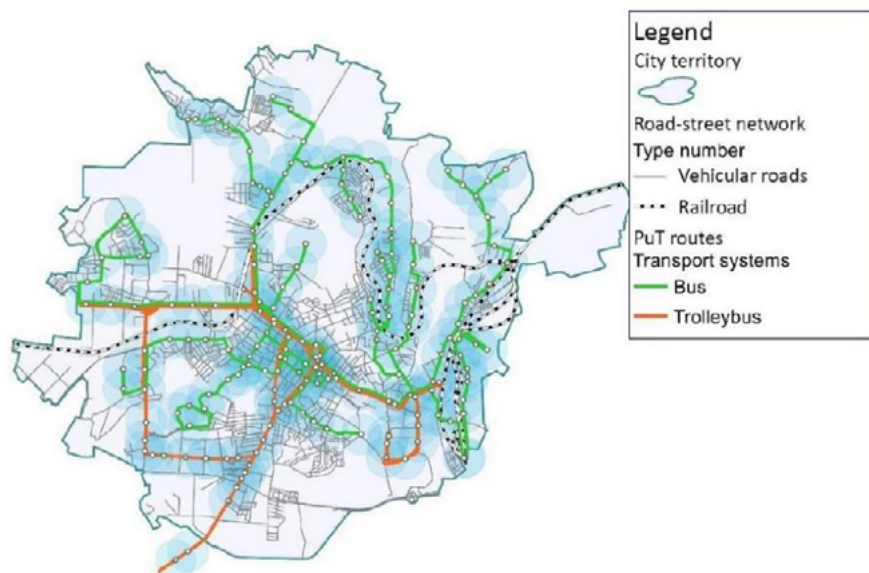 Legend
City territory
Road-street network
Type number
Vehicular roads
Railroad
PuT routes
Transport systems
Bus
Trolleybus